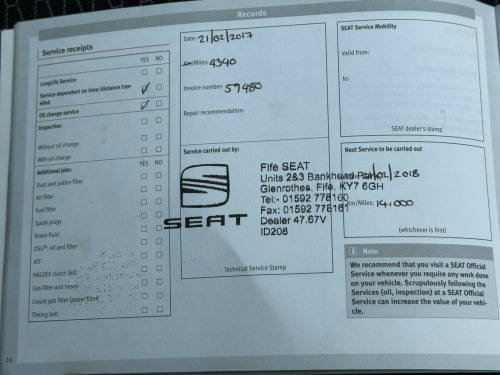 Records
Service receipts
YES NO
LongLife Service:
Service dependent on time/distance trav-
elled
Oil change service
Inspection
Without oil change
With oil change
Additional jobs: YES NO
Dust and pollen filter
Air filter
Fuel filter
Spark plugs
Brake fluid
DSG®: oil and filter
ATF
HALDEX clutch (oil)
Gas filter and hoses
Liquid gas filter (paper filter)
Timing belt
Date: 21/02/2017
km/Miles: 4340
Invoice number: 59480
Repair recommendation:
Service carried out by:
SEAT
Fife SEAT
Units 2&3 Bankhead Park
Glenrothes, Fife, KY7 6GH
Tel:- 01592 778160
Fax: 01592 778161
Dealer 47.67V
ID208
Technical Service Stamp
SEAT Service Mobility
Valid from:
to:
SEAT dealer's stamp
Next Service to be carried out
/02/2018
km/Miles: 14,000
(whichever is first)
i Note
We recommend that you visit a SEAT Official
Service whenever you require any work done
on your vehicle. Scrupulously following the
Services (oil, inspection) at a SEAT Official
Service can increase the value of your vehi-
cle.
16